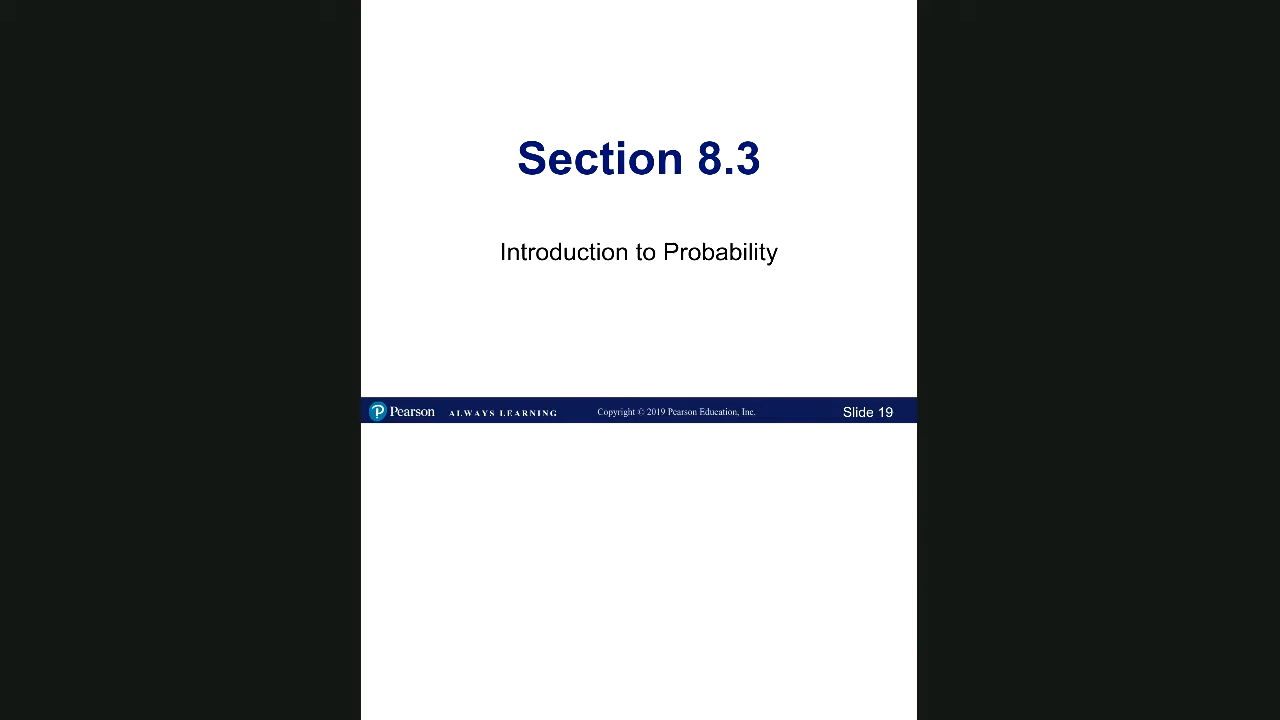 Section 8.3
Introduction to Probability
Pearson ALWAYS LEARNING Copyright © 2019 Pearson Education, Inc. Slide 19